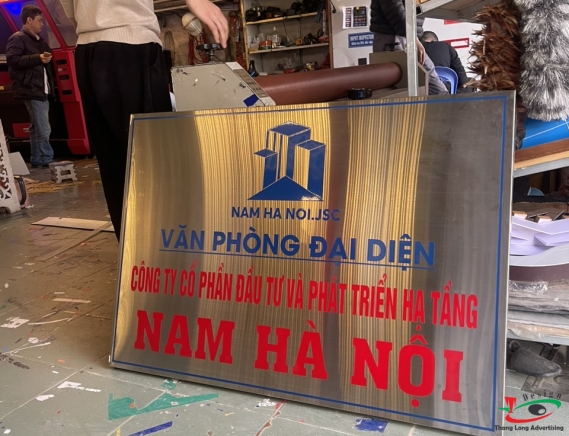 NAM HA NOI.JSC
VĂN PHÒNG ĐẠI DIỆN
CÔNG TY CỔ PHẦN ĐẦU TƯ VÀ PHÁT TRIỂN HẠ TẦNG
NAM HÀ NỘI
Design
Thang Long Advertising